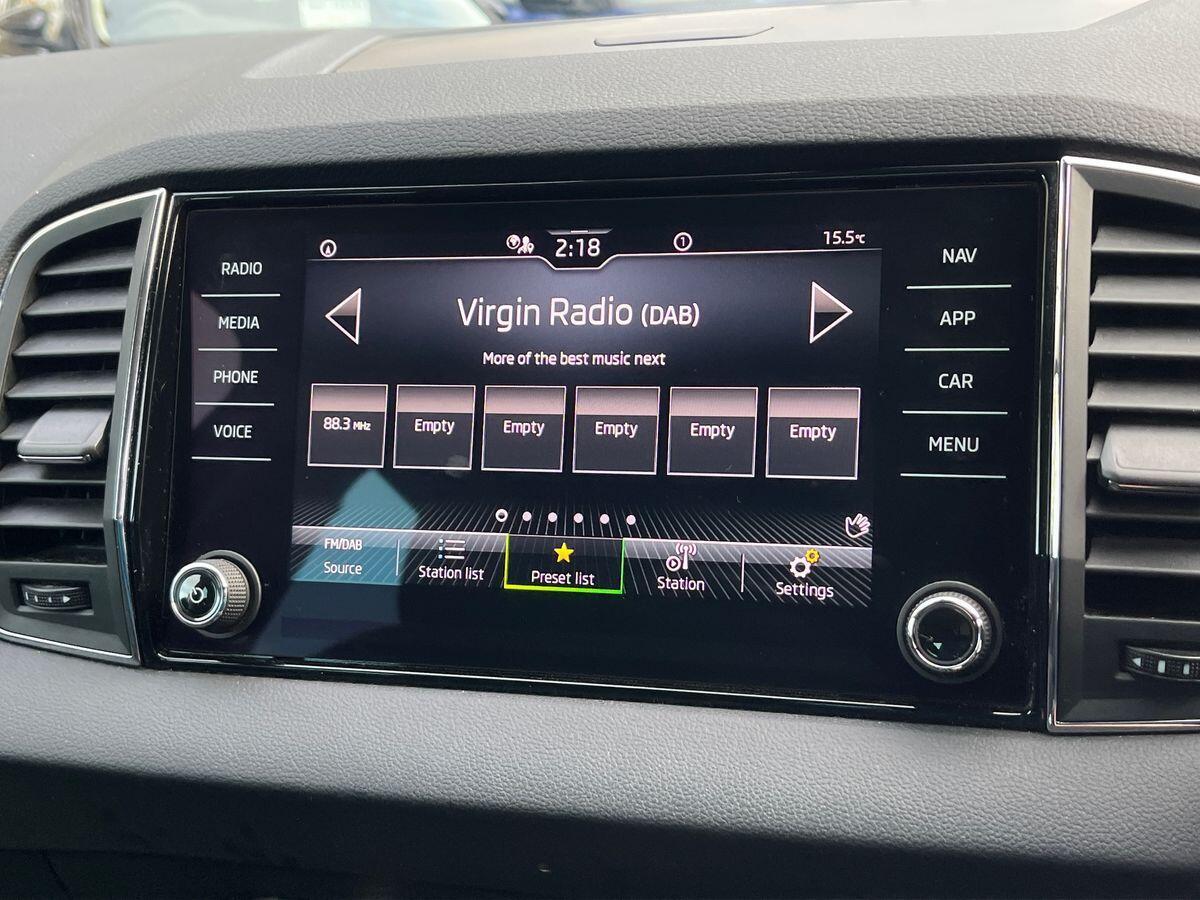 2:18
1
15.5°C
RADIO
MEDIA
PHONE
VOICE
Virgin Radio (DAB)
More of the best music next
88.3 MHz
Empty
Empty
Empty
Empty
Empty
FM/DAB
Source
Station list
Preset list
Station
Settings
NAV
APP
CAR
MENU